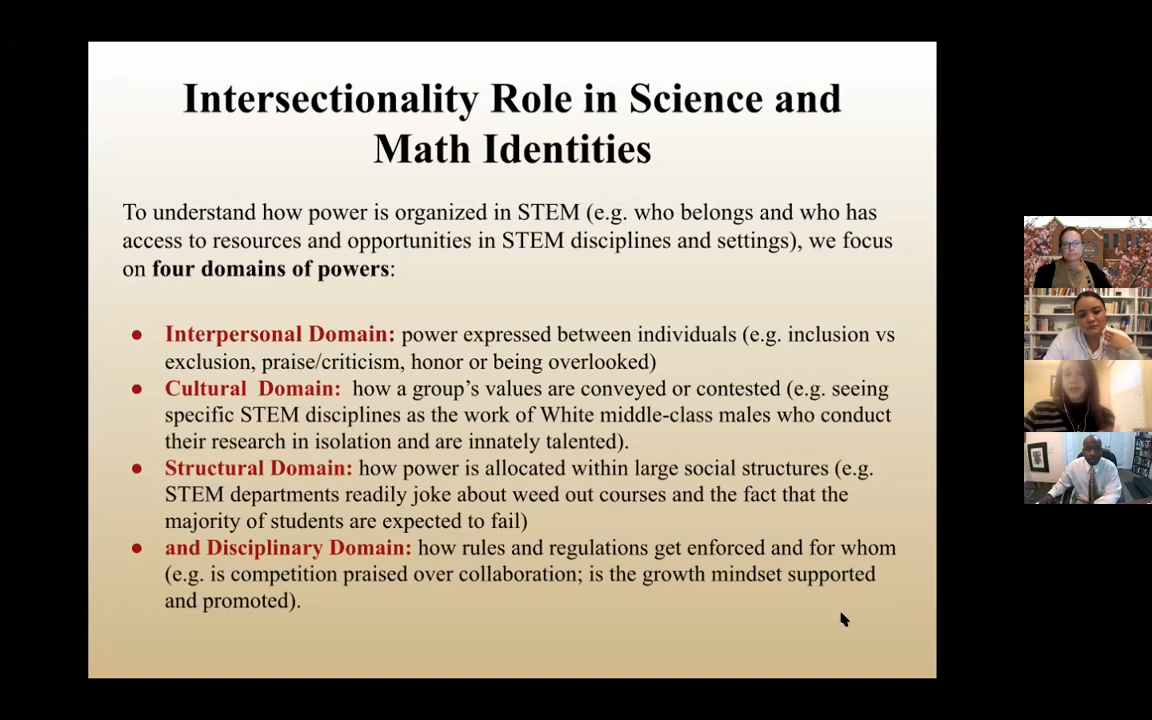 Intersectionality Role in Science and
Math Identities
To understand how power is organized in STEM (e.g. who belongs and who has
access to resources and opportunities in STEM disciplines and settings), we focus
on four domains of powers:
● Interpersonal Domain: power expressed between individuals (e.g. inclusion vs
exclusion, praise/criticism, honor or being overlooked)
● Cultural  Domain:  how a group's values are conveyed or contested (e.g. seeing
specific STEM disciplines as the work of White middle-class males who conduct
their research in isolation and are innately talented).
● Structural Domain: how power is allocated within large social structures (e.g.
STEM departments readily joke about weed out courses and the fact that the
majority of students are expected to fail)
● and Disciplinary Domain: how rules and regulations get enforced and for whom
(e.g. is competition praised over collaboration; is the growth mindset supported
and promoted).